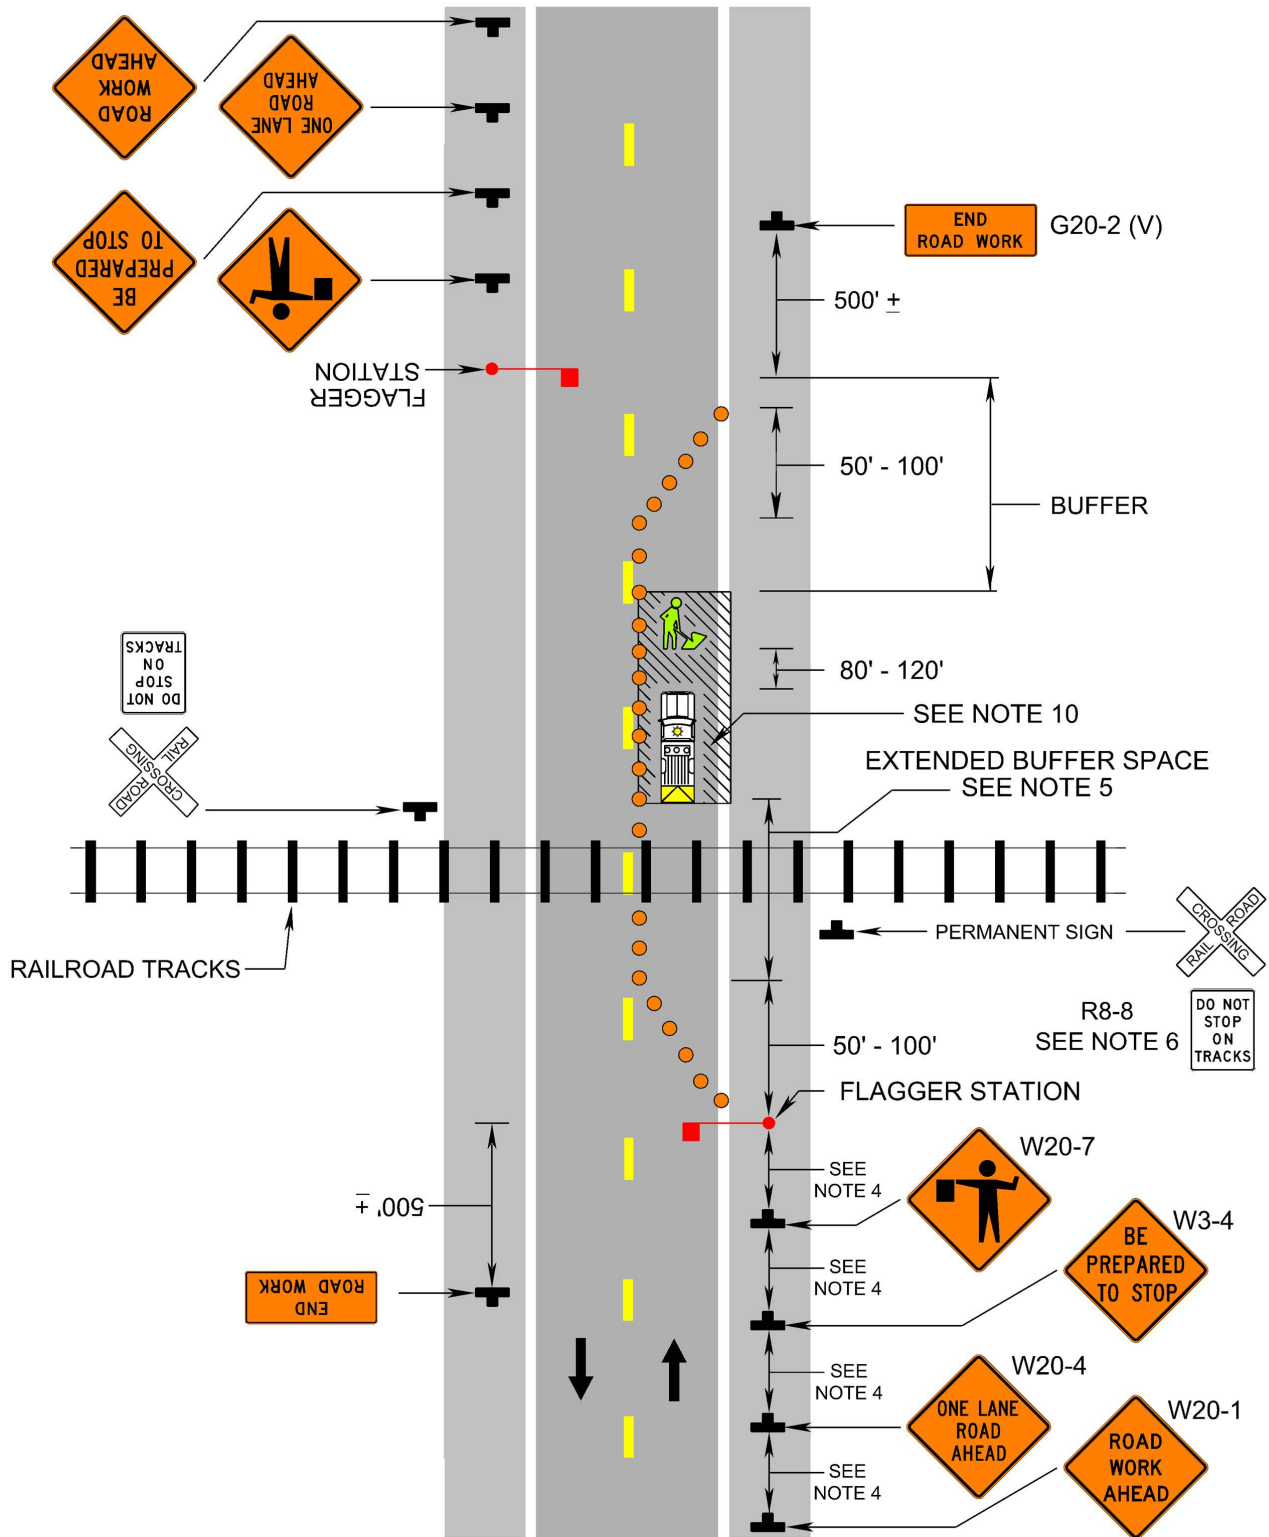 ROAD
WORK
AHEAD
ONE LANE
ROAD
AHEAD
BE
PREPARED
TO STOP
END
ROAD WORK
G20-2 (V)
500' ±
FLAGGER
STATION
50' - 100'
BUFFER
DO NOT
STOP
ON
TRACKS
80' - 120'
SEE NOTE 10
RAIL ROAD
CROSSING
EXTENDED BUFFER SPACE
SEE NOTE 5
RAILROAD TRACKS
PERMANENT SIGN
RAIL ROAD
CROSSING
R8-8
SEE NOTE 6
DO NOT
STOP
ON
TRACKS
50' - 100'
FLAGGER STATION
W20-7
SEE
NOTE 4
500' ±
W3-4
BE
PREPARED
TO STOP
SEE
NOTE 4
END
ROAD WORK
W20-4
SEE
NOTE 4
ONE LANE
ROAD
AHEAD
W20-1
ROAD
WORK
AHEAD
SEE
NOTE 4